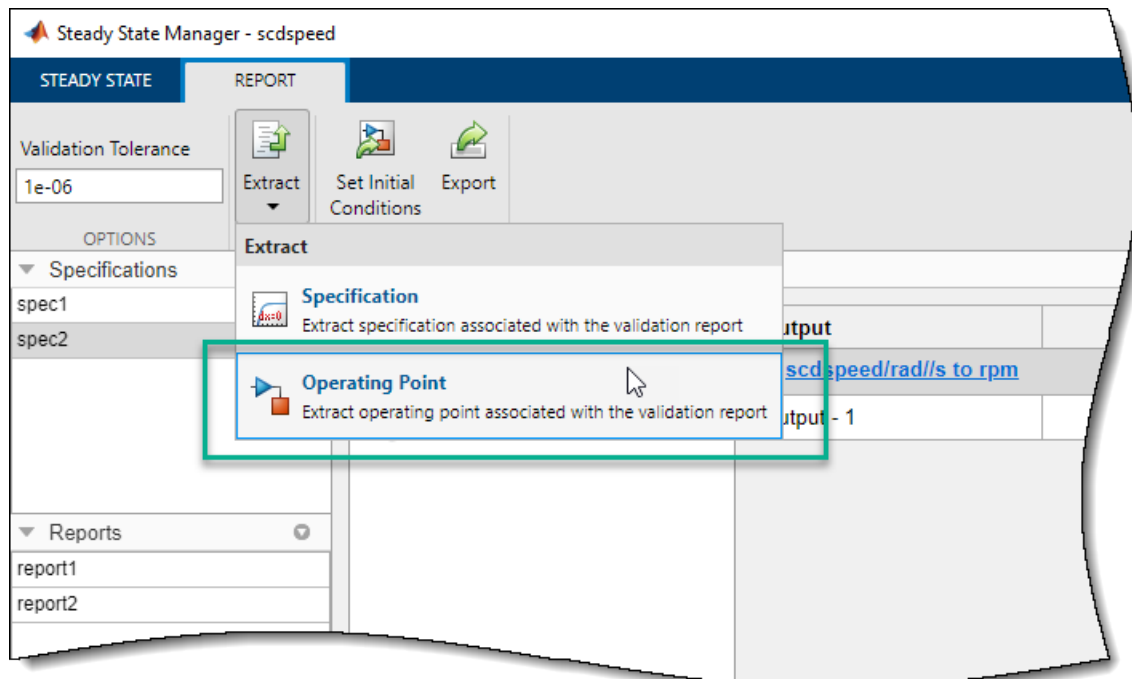 Steady State Manager - scdspeed
STEADY STATE
REPORT
Validation Tolerance
1e-06
Extract
Set Initial
Conditions
Export
OPTIONS
Extract
Specification
Extract specification associated with the validation report
Operating Point
Extract operating point associated with the validation report
Specifications
spec1
spec2
utput
scdspeed/rad//s to rpm
utput - 1
Reports
report1
report2